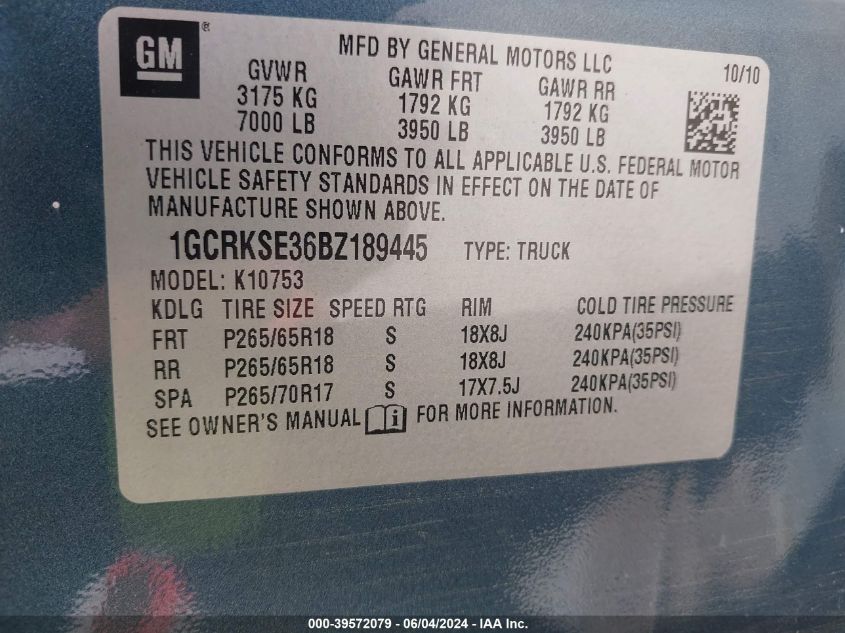 GM ®
MFD BY GENERAL MOTORS LLC
10/10
GVWR GAWR FRT GAWR RR
3175 KG 1792 KG 1792 KG
7000 LB 3950 LB 3950 LB
THIS VEHICLE CONFORMS TO ALL APPLICABLE U.S. FEDERAL MOTOR
VEHICLE SAFETY STANDARDS IN EFFECT ON THE DATE OF
MANUFACTURE SHOWN ABOVE.
1GCRKSE36BZ189445 TYPE: TRUCK
MODEL: K10753
KDLG TIRE SIZE SPEED RTG RIM COLD TIRE PRESSURE
FRT P265/65R18 S 18X8J 240KPA(35PSI)
RR P265/65R18 S 18X8J 240KPA(35PSI)
SPA P265/70R17 S 17X7.5J 240KPA(35PSI)
SEE OWNER'S MANUAL i FOR MORE INFORMATION.
000-39572079 - 06/04/2024 - IAA Inc.